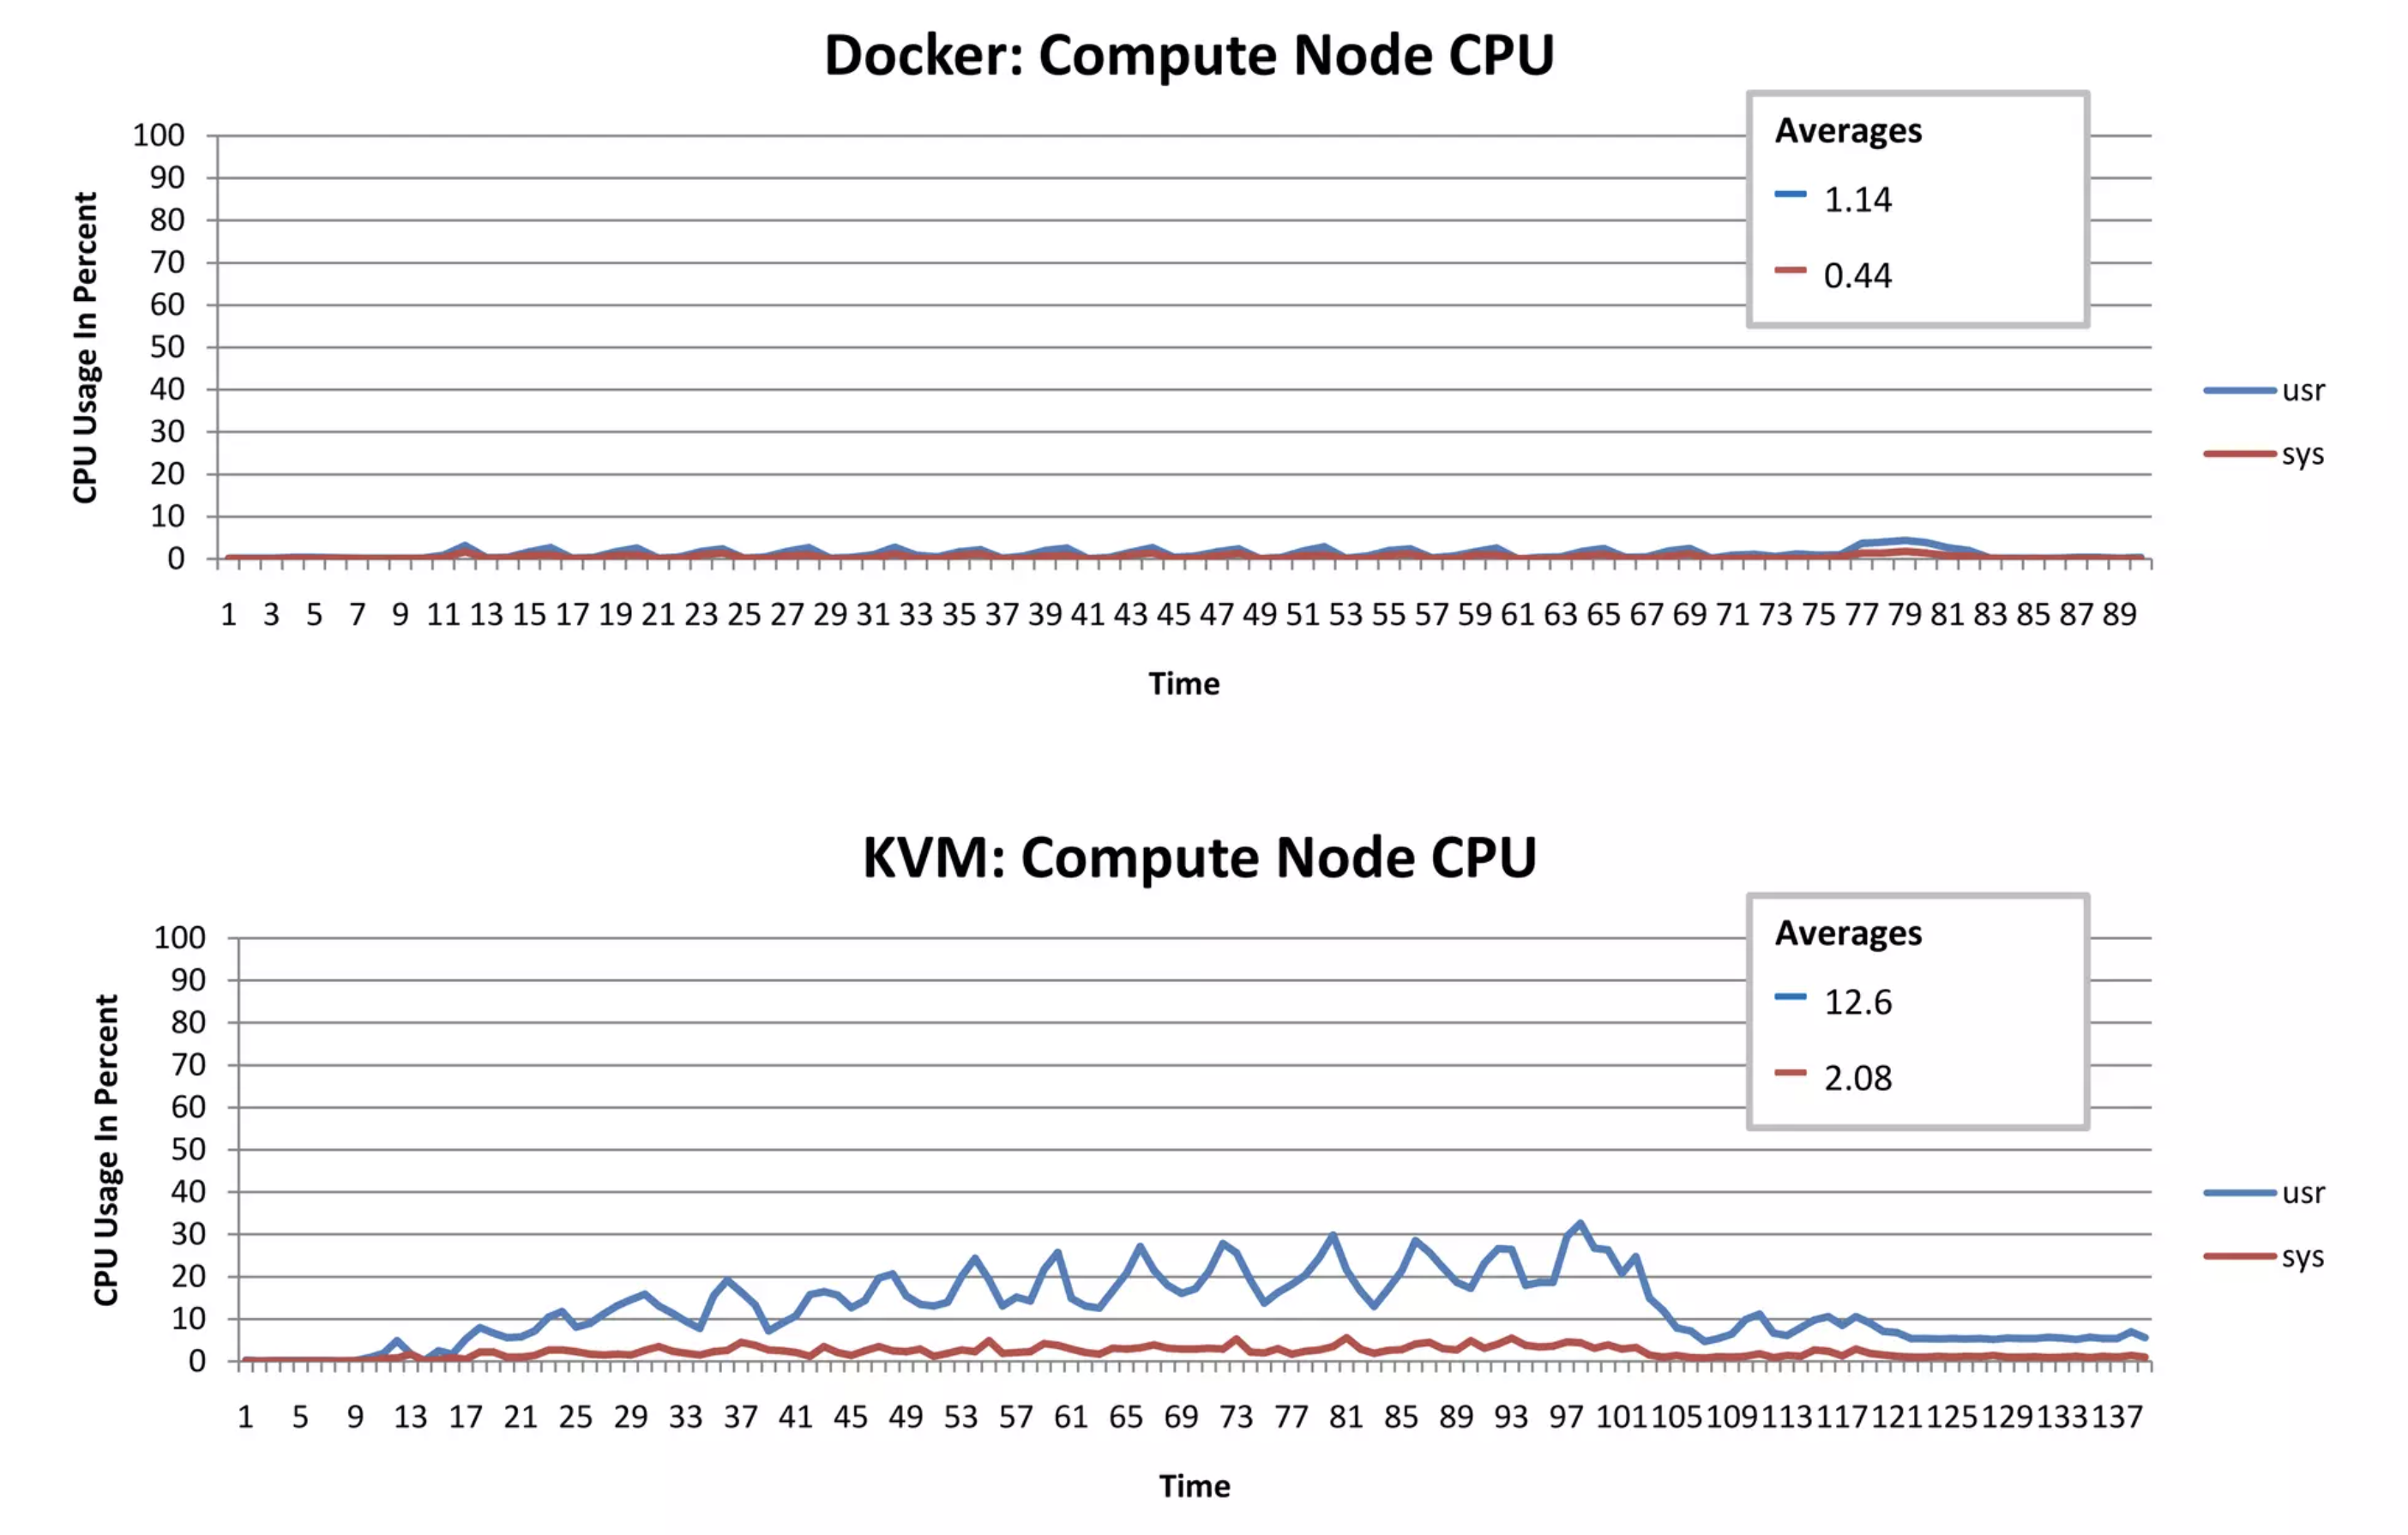 Docker: Compute Node CPU
Averages
1.14
0.44
CPU Usage In Percent
100
90
80
70
60
50
40
30
20
10
0
usr
sys
1 3 5 7 9 11 13 15 17 19 21 23 25 27 29 31 33 35 37 39 41 43 45 47 49 51 53 55 57 59 61 63 65 67 69 71 73 75 77 79 81 83 85 87 89
Time
KVM: Compute Node CPU
Averages
12.6
2.08
CPU Usage In Percent
100
90
80
70
60
50
40
30
20
10
0
usr
sys
1 5 9 13 17 21 25 29 33 37 41 45 49 53 57 61 65 69 73 77 81 85 89 93 97 101 105 109 113 117 121 125 129 133 137
Time